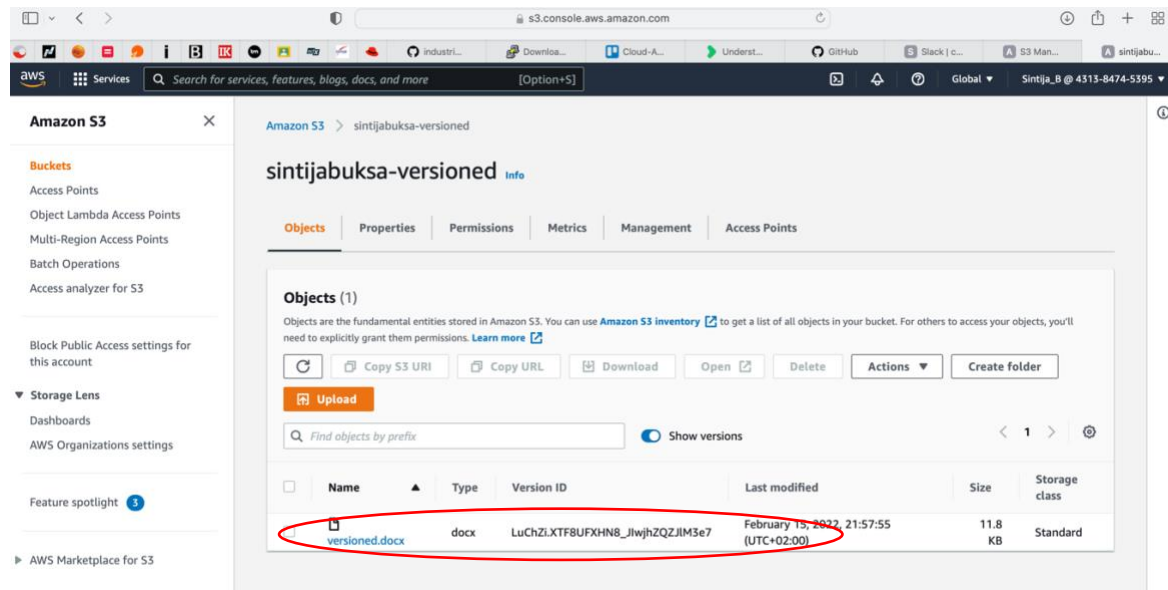 s3.console.aws.amazon.com
industri...
Downloa...
Cloud-A...
Underst...
GitHub
Slack | c...
S3 Man...
sintijabu...
aws
Services
Search for services, features, blogs, docs, and more
[Option+S]
Global
Sintija_B @ 4313-8474-5395
Amazon S3
Buckets
Access Points
Object Lambda Access Points
Multi-Region Access Points
Batch Operations
Access analyzer for S3
Block Public Access settings for
this account
Storage Lens
Dashboards
AWS Organizations settings
Feature spotlight 3
AWS Marketplace for S3
Amazon S3 > sintijabuksa-versioned
sintijabuksa-versioned Info
Objects
Properties
Permissions
Metrics
Management
Access Points
Objects (1)
Objects are the fundamental entities stored in Amazon S3. You can use Amazon S3 inventory to get a list of all objects in your bucket. For others to access your objects, you'll
need to explicitly grant them permissions. Learn more
Copy S3 URI
Copy URL
Download
Open
Delete
Actions
Create folder
Upload
Find objects by prefix
Show versions
1
Name
Type
Version ID
Last modified
Size
Storage
class
versioned.docx
docx
LuChZi.XTF8UFXHN8_JIwjhZQZJlM3e7
February 15, 2022, 21:57:55
(UTC+02:00)
11.8
KB
Standard